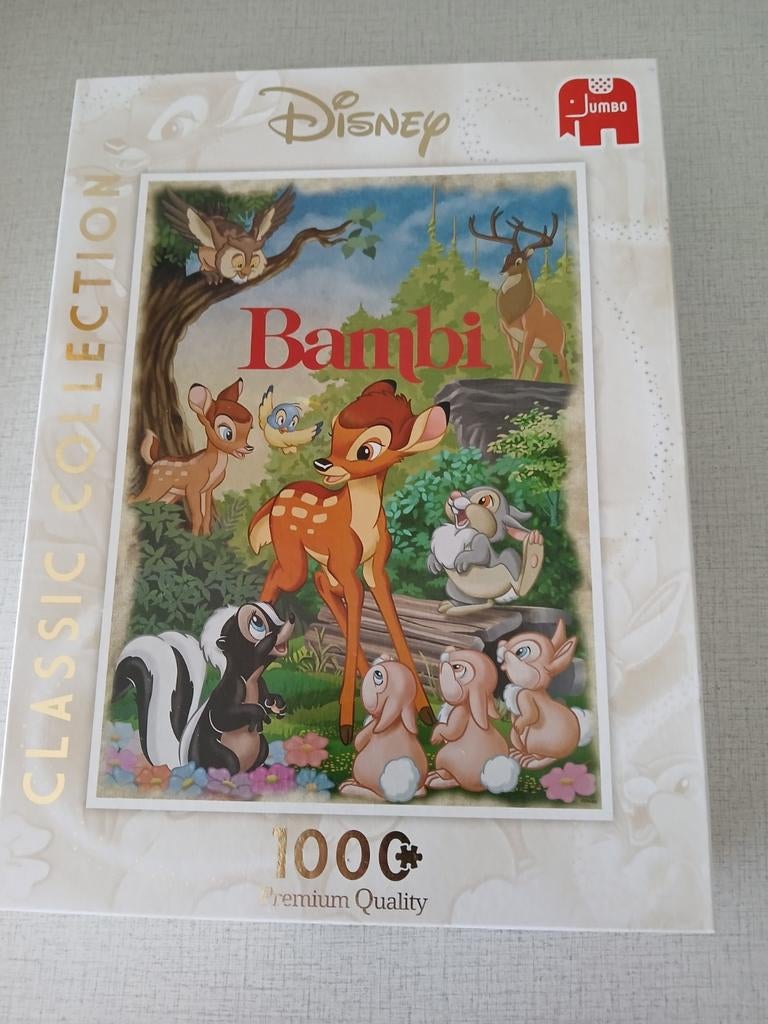 Disney
Jumbo
CLASSIC COLLECTION
Bambi
1000
Premium Quality